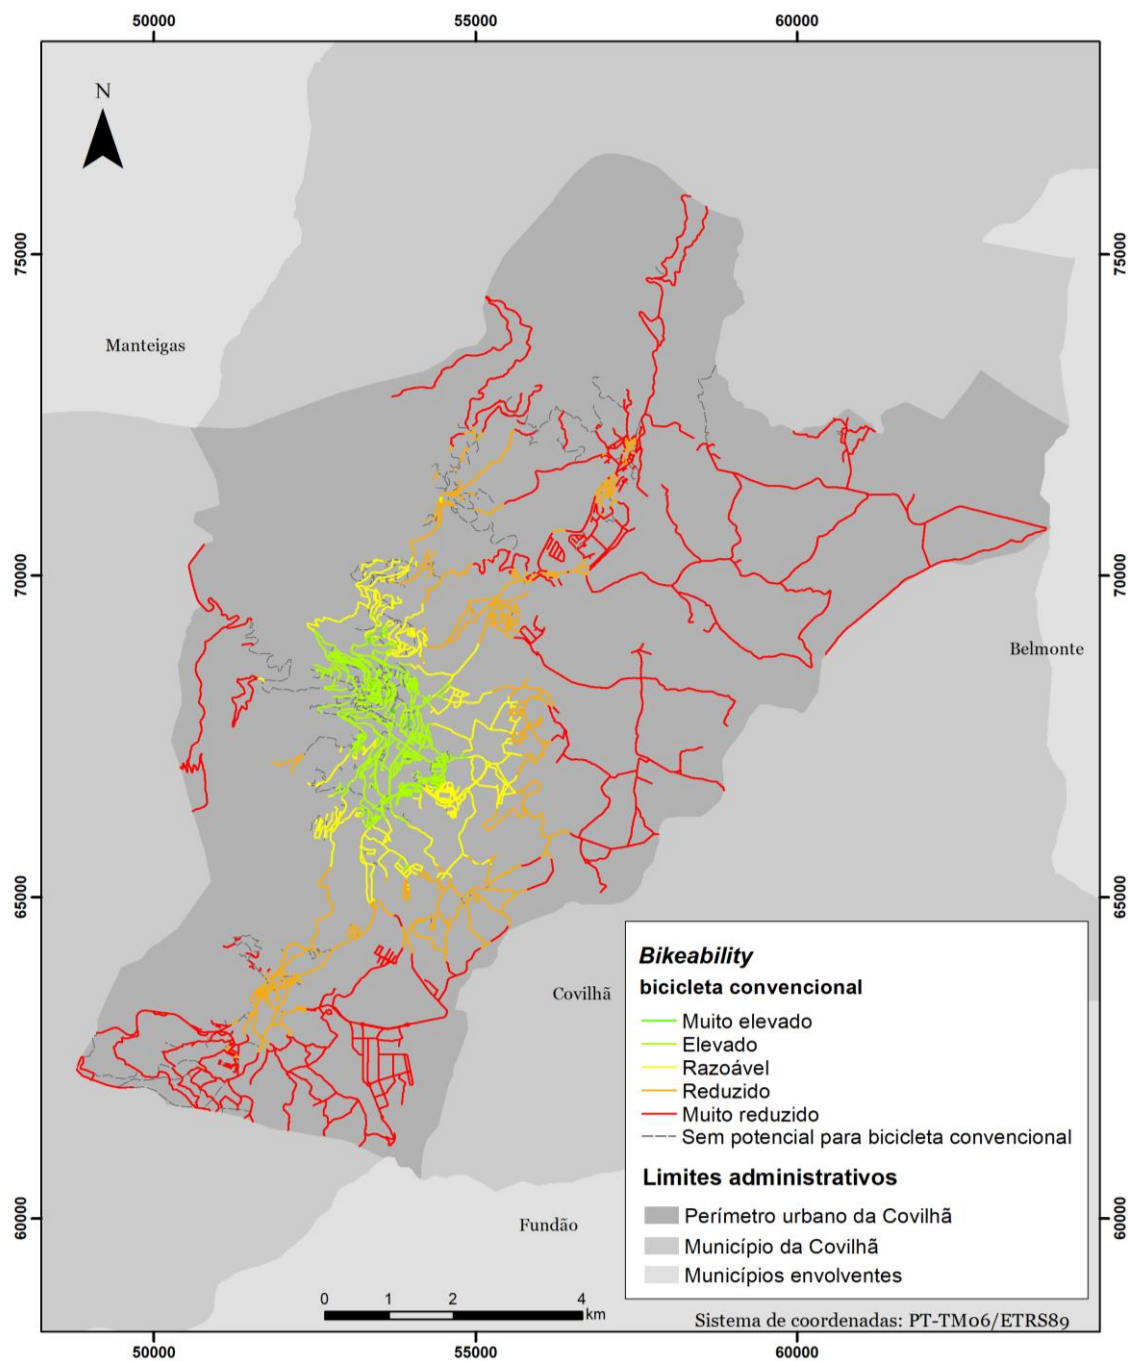 50000 55000 60000
N
75000 75000
Manteigas
70000 70000
Belmonte
65000 65000
Covilhã
Bikeability
bicicleta convencional
Muito elevado
Elevado
Razoável
Reduzido
Muito reduzido
Sem potencial para bicicleta convencional
Limites administrativos
Perímetro urbano da Covilhã
Município da Covilhã
Municípios envolventes
60000 60000
Fundão
0 1 2 4
km
Sistema de coordenadas: PT-TM06/ETRS89
50000 55000 60000